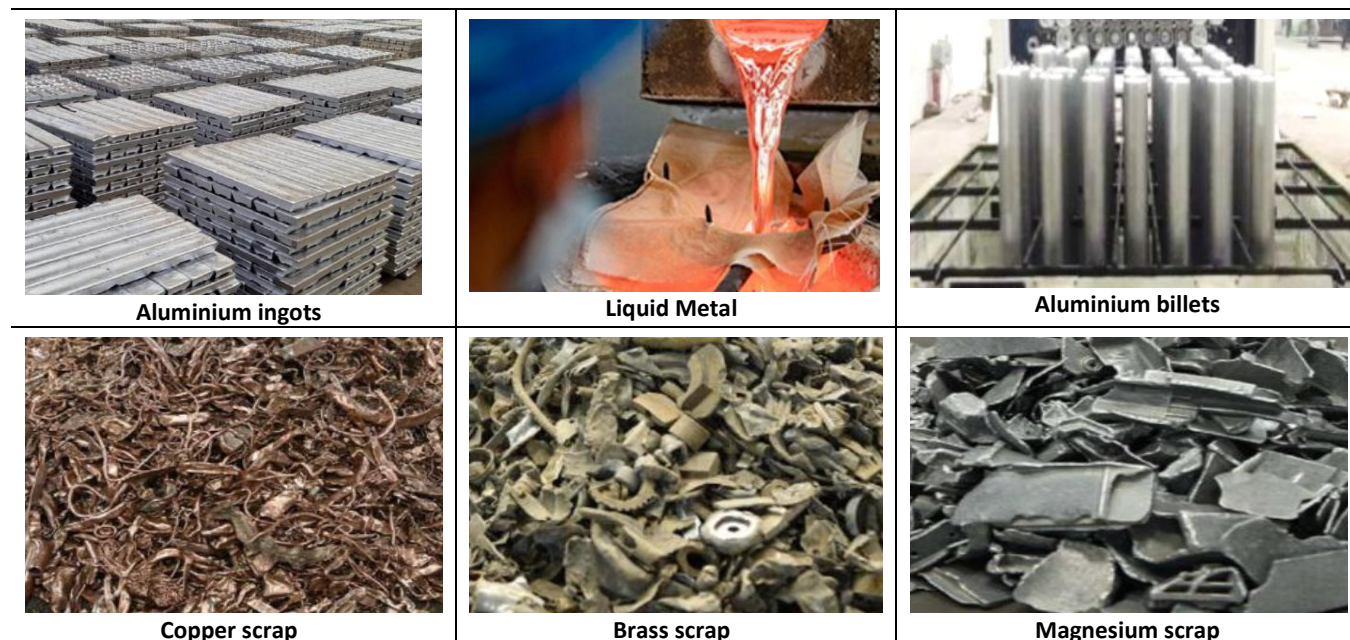 Aluminium ingots
Liquid Metal
Aluminium billets
Copper scrap
Brass scrap
Magnesium scrap